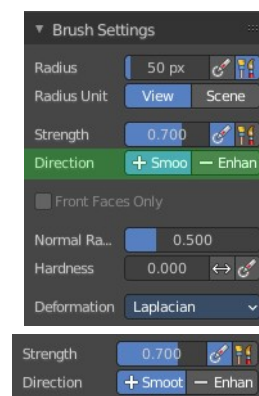 Brush Settings
Radius 50 px
Radius Unit View Scene
Strength 0.700
Direction + Smoo — Enhan
Front Faces Only
Normal Ra... 0.500
Hardness 0.000
Deformation Laplacian
Strength 0.700
Direction + Smoot — Enhan